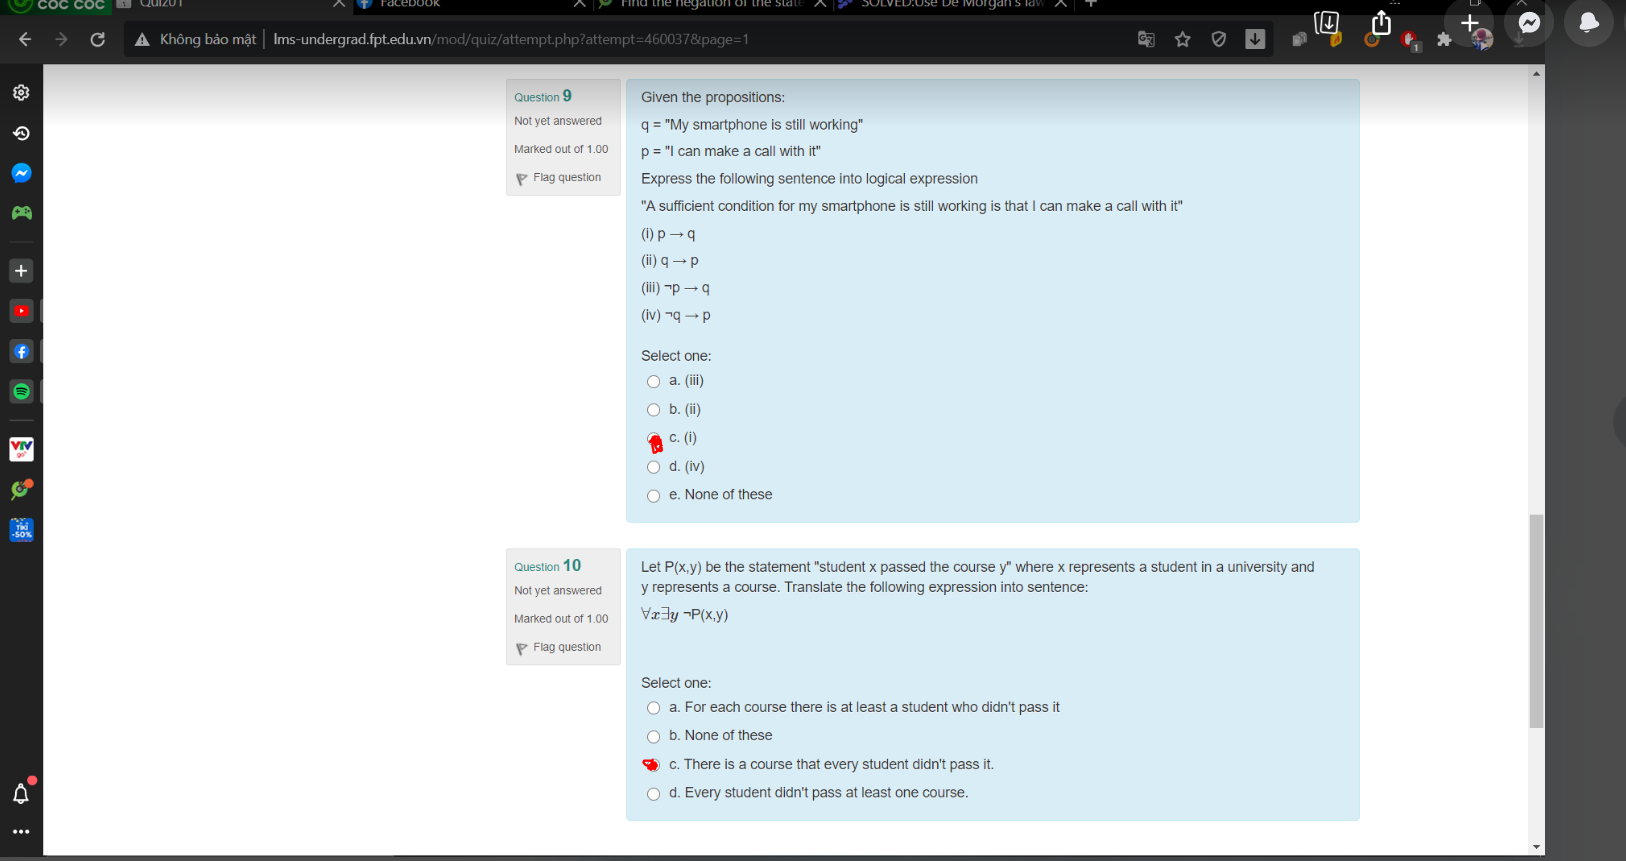 CỐC CỐC
Quiz01
Facebook
Find the negation of the state
SOLVED:Use De Morgan's law
Không bảo mật
lms-undergrad.fpt.edu.vn/mod/quiz/attempt.php?attempt=460037&page=1
1
Question 9
Not yet answered
Marked out of 1.00
Flag question
Given the propositions:
q = "My smartphone is still working"
p = "I can make a call with it"
Express the following sentence into logical expression
"A sufficient condition for my smartphone is still working is that I can make a call with it"
(i) p → q
(ii) q → p
(iii) ¬p → q
(iv) ¬q → p
Select one:
a. (iii)
b. (ii)
c. (i)
d. (iv)
e. None of these
VTV
go
TIKI
-50%
Question 10
Not yet answered
Marked out of 1.00
Flag question
Let P(x,y) be the statement "student x passed the course y" where x represents a student in a university and
y represents a course. Translate the following expression into sentence:
∀x∃y ¬P(x,y)
Select one:
a. For each course there is at least a student who didn't pass it
b. None of these
c. There is a course that every student didn't pass it.
d. Every student didn't pass at least one course.